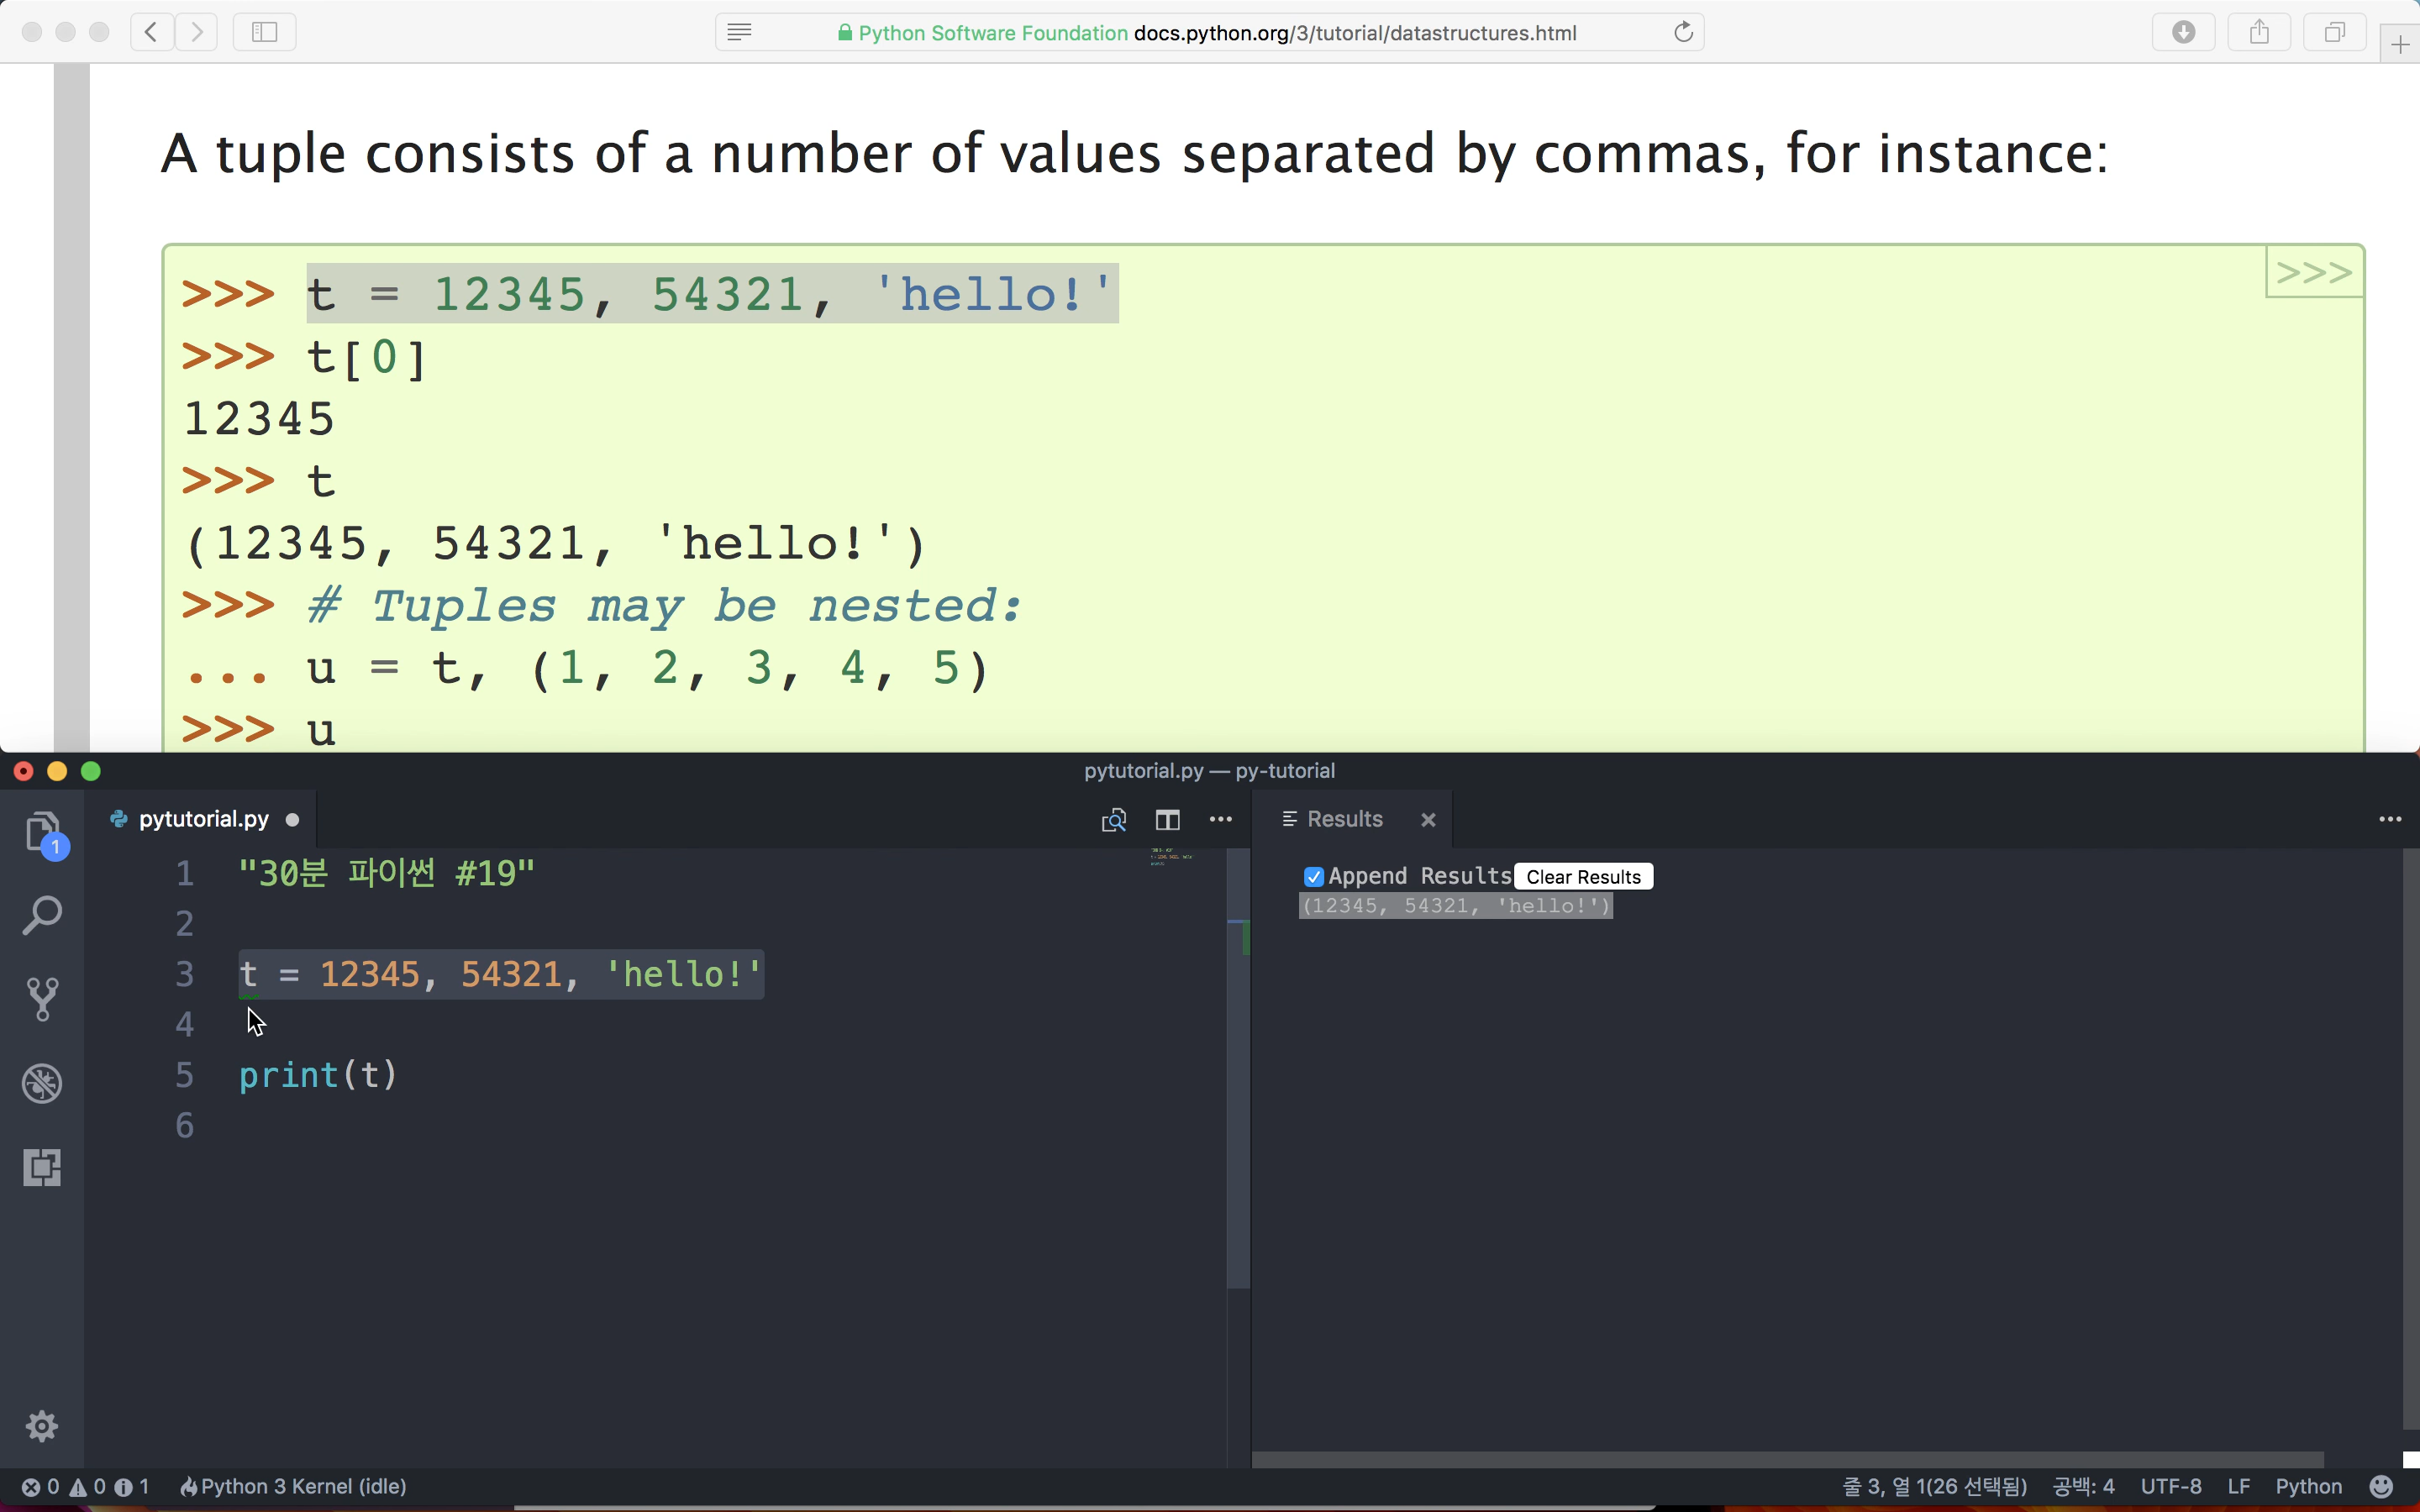 Python Software Foundation docs.python.org/3/tutorial/datastructures.html
A tuple consists of a number of values separated by commas, for instance:
>>>
>>> t = 12345, 54321, 'hello!'
>>> t[0]
12345
>>> t
(12345, 54321, 'hello!')
>>> # Tuples may be nested:
... u = t, (1, 2, 3, 4, 5)
>>> u
pytutorial.py — py-tutorial
pytutorial.py
Results
1
1 "30분 파이썬 #19"
2
3 t = 12345, 54321, 'hello!'
4
5 print(t)
6
Append Results Clear Results
(12345, 54321, 'hello!')
0 0 1 Python 3 Kernel (idle) 줄 3, 열 1(26 선택됨) 공백: 4 UTF-8 LF Python